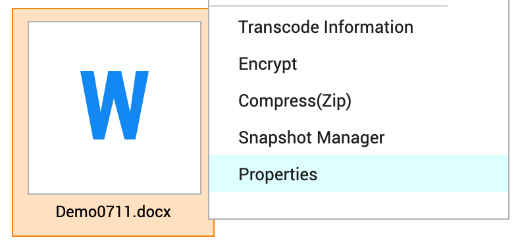 Transcode Information
Encrypt
Compress(Zip)
Snapshot Manager
Properties
W
Demo0711.docx